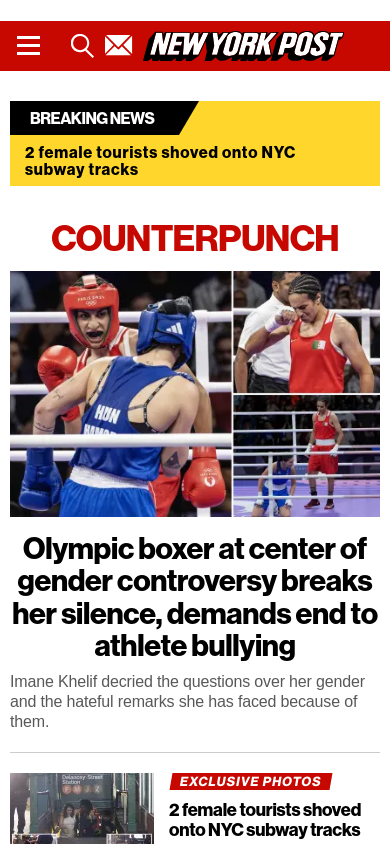 NEW YORK POST
BREAKING NEWS
2 female tourists shoved onto NYC
subway tracks
COUNTERPUNCH
PARIS 2024
HUN
HAMORI
Olympic boxer at center of
gender controversy breaks
her silence, demands end to
athlete bullying
Imane Khelif decried the questions over her gender
and the hateful remarks she has faced because of
them.
Delancey Street
Station
F M J Z
EXCLUSIVE PHOTOS
2 female tourists shoved
onto NYC subway tracks